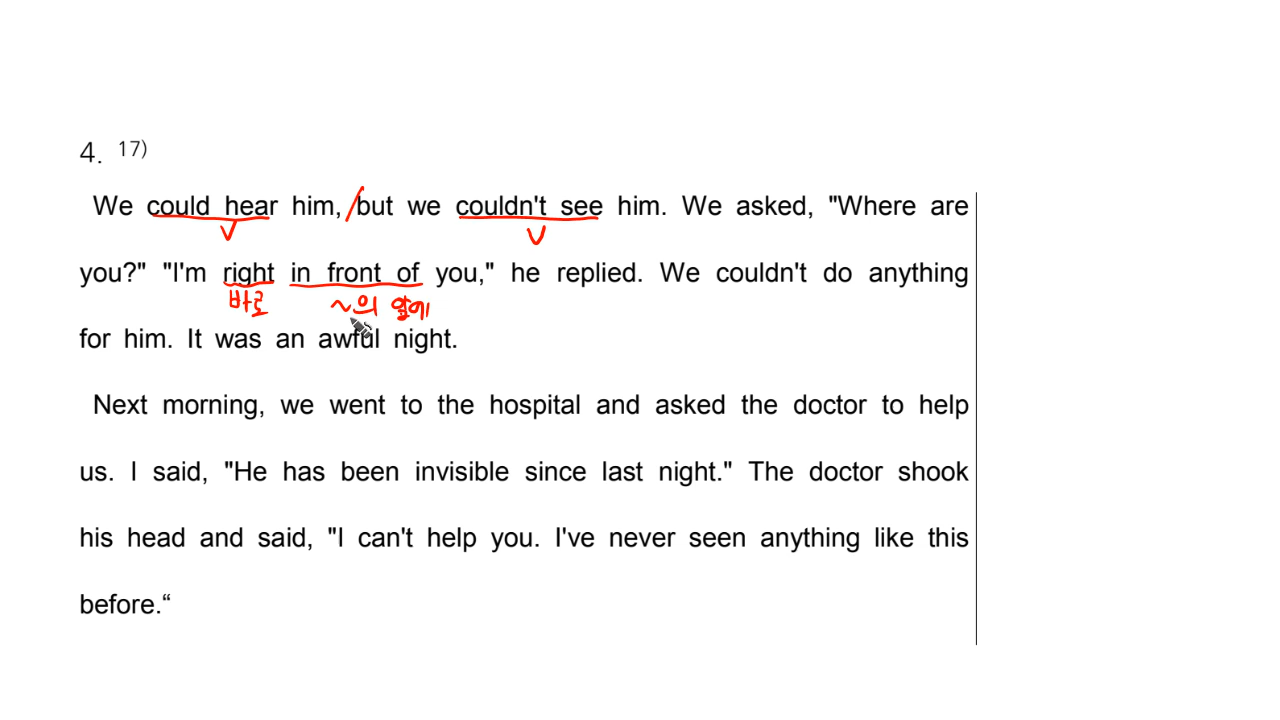 4. 17)
We could hear him, but we couldn't see him. We asked, "Where are
you?" "I'm right in front of you," he replied. We couldn't do anything
바로 ~의 앞에
for him. It was an awful night.
Next morning, we went to the hospital and asked the doctor to help
us. I said, "He has been invisible since last night." The doctor shook
his head and said, "I can't help you. I've never seen anything like this
before.“